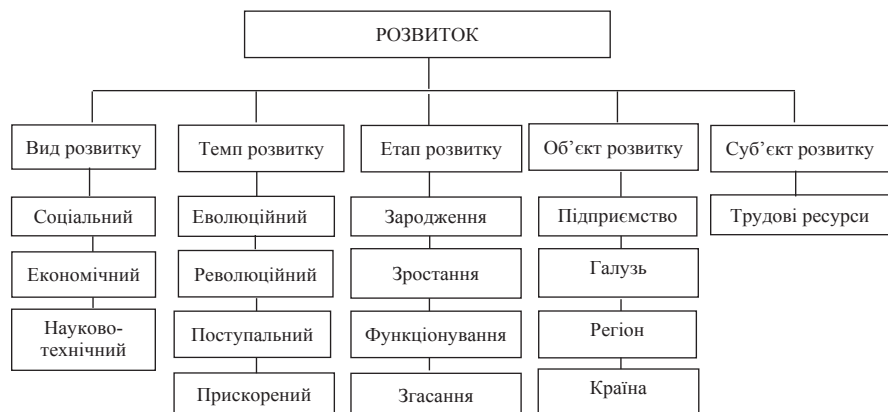 РОЗВИТОК
Вид розвитку
Темп розвитку
Етап розвитку
Об’єкт розвитку
Суб’єкт розвитку
Соціальний
Еволюційний
Зародження
Підприємство
Трудові ресурси
Економічний
Революційний
Зростання
Галузь
Науково-
технічний
Поступальний
Функціонування
Регіон
Прискорений
Згасання
Країна